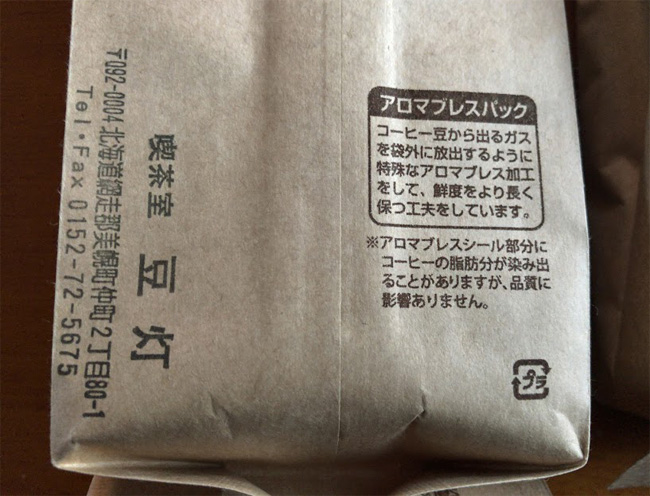 〒092-0004 北海道網走郡美幌町仲町2丁目80-1
Tel・Fax 0152-72-5675
喫茶室 豆灯
アロマブレスパック
コーヒー豆から出るガス
を袋外に放出するように
特殊なアロマブレス加工
をして、鮮度をより長く
保つ工夫をしています。
※アロマブレスシール部分に
コーヒーの脂肪分が染み出
ることがありますが、品質に
影響ありません。
プラ